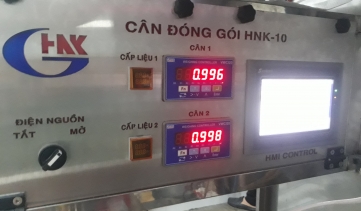 HNK
CÂN ĐÓNG GÓI HNK-10
CÂN 1
CẤP LIỆU 1
0.996
CÂN 2
CẤP LIỆU 2
0.998
ĐIỆN NGUỒN
TẮT MỞ
HMI CONTROL